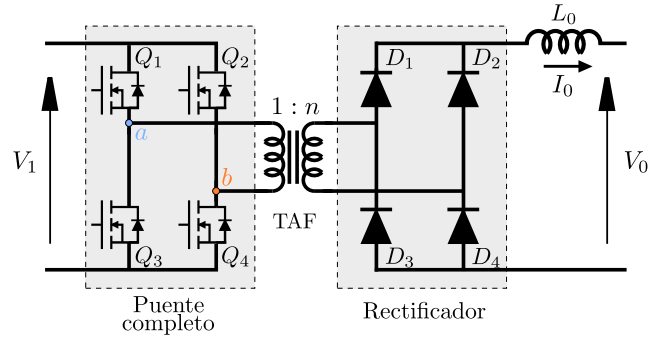 L₀
Q₁
Q₂
D₁
D₂
I₀
1 : n
a
V₁
b
V₀
TAF
Q₃
Q₄
D₃
D₄
Puente
completo
Rectificador